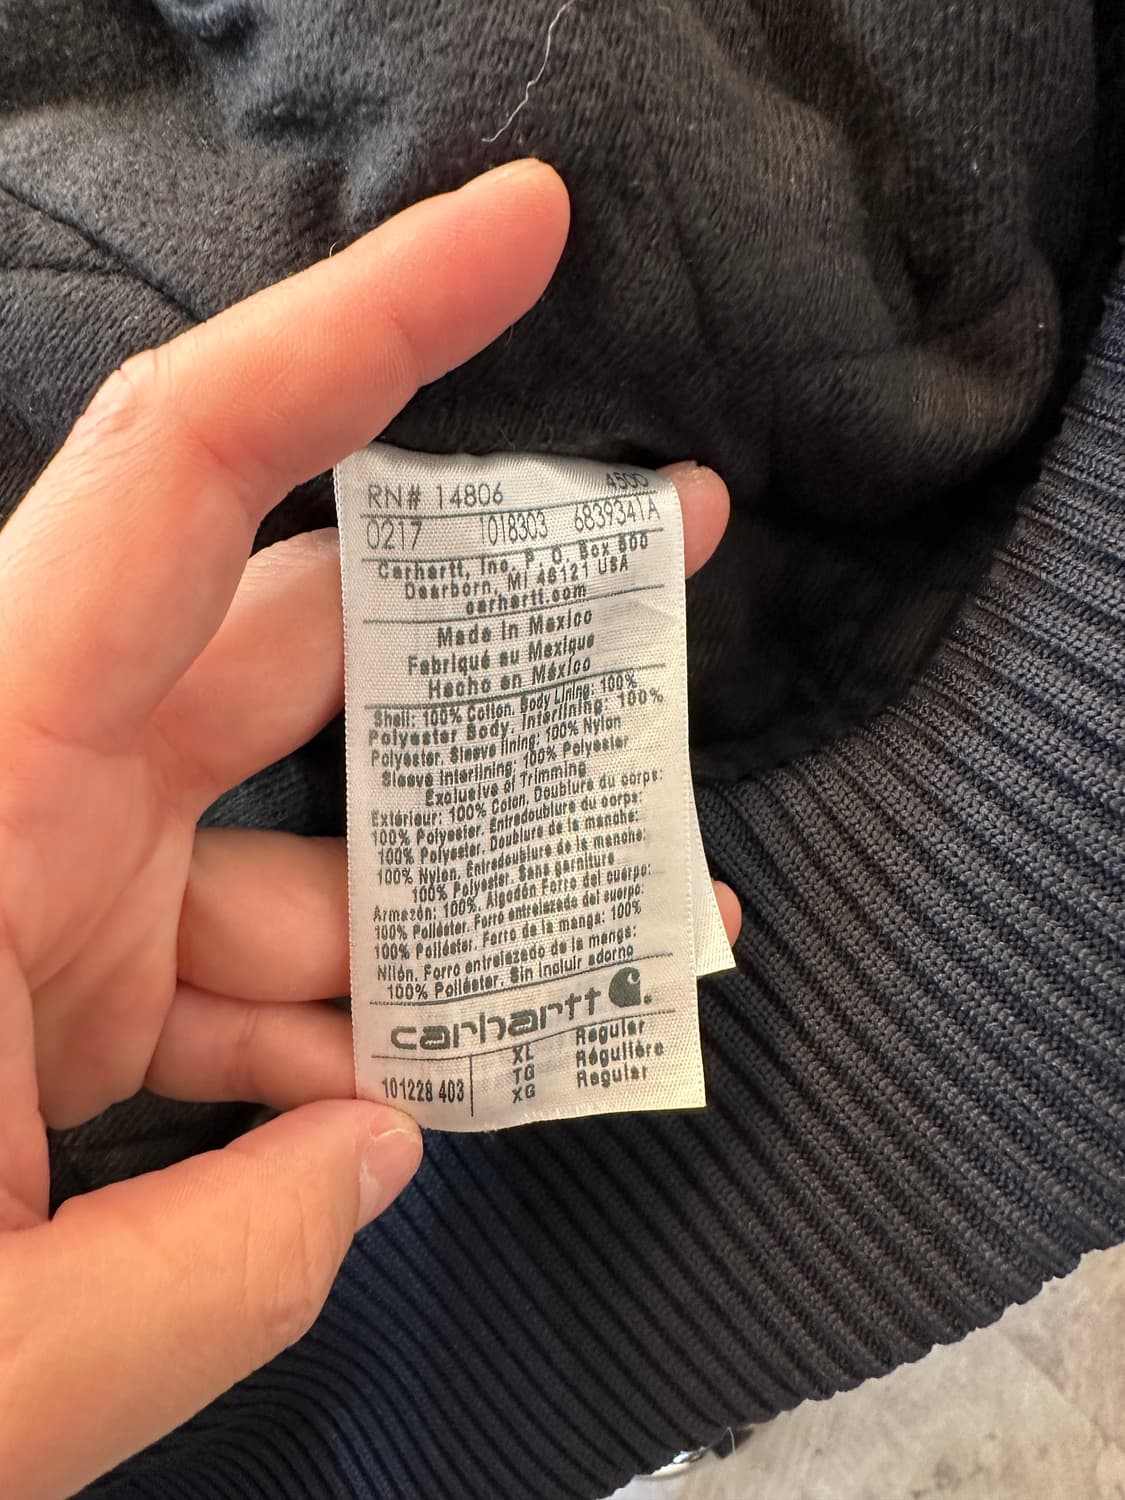 RN# 14806 4500
0217 1018303 6839341A
Carhartt, Inc. P. O. Box 600
Dearborn, MI 48121 USA
carhartt.com
Made in Mexico
Fabriqué au Mexique
Hecho en México
Shell: 100% Cotton. Body Lining: 100%
Polyester Body Interlining: 100%
Polyester. Sleeve lining: 100% Nylon
Sleeve Interlining: 100% Polyester
Exclusive of Trimming
Extérieur: 100% Coton. Doublure du corps:
100% Polyester. Entredoublure du corps:
100% Polyester. Doublure de la manche:
100% Nylon. Entredoublure de la manche:
100% Polyester. Sans garniture
Armazón: 100%. Algodón Forro del cuerpo:
100% Poliéster. Forro entrelazado del cuerpo:
100% Poliéster. Forro de la manga: 100%
Nilón. Forro entrelazado de la manga:
100% Poliéster. Sin incluir adorno
carhartt
XL Regular
TG Régulière
101228 403 XG Regular